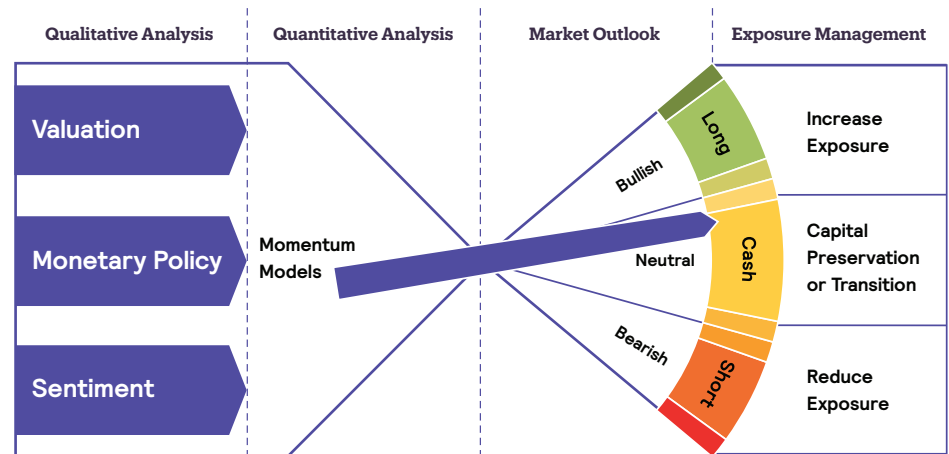 Qualitative Analysis
Quantitative Analysis
Market Outlook
Exposure Management
Valuation
Monetary Policy
Sentiment
Momentum
Models
Bullish
Neutral
Bearish
Long
Cash
Short
Increase
Exposure
Capital
Preservation
or Transition
Reduce
Exposure